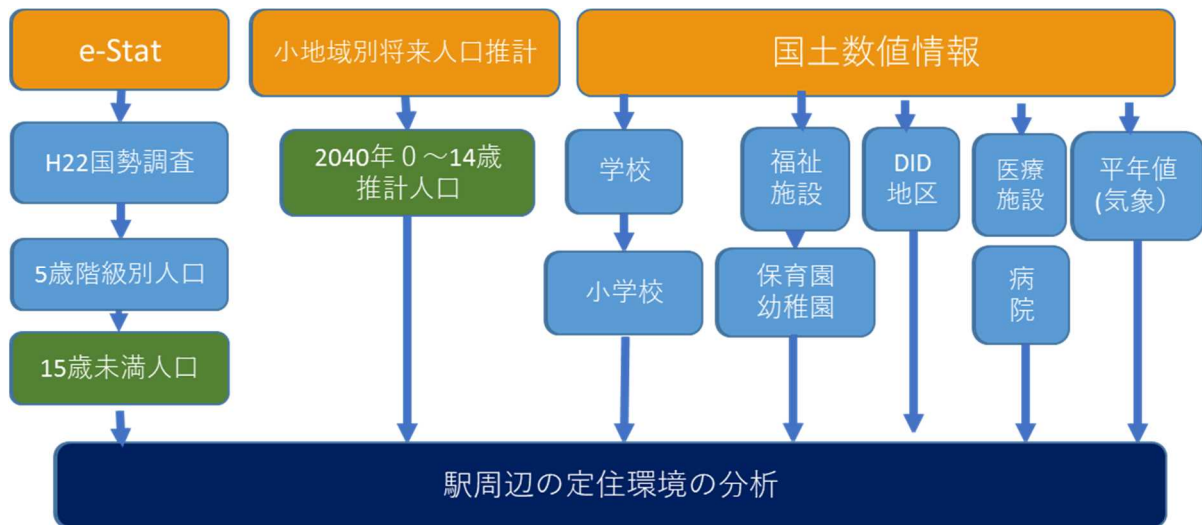 e-Stat
小地域別将来人口推計
国土数値情報
H22国勢調査
5歳階級別人口
15歳未満人口
2040年０～14歳
推計人口
学校
小学校
福祉
施設
保育園
幼稚園
DID
地区
医療
施設
病
院
平年値
(気象）
駅周辺の定住環境の分析